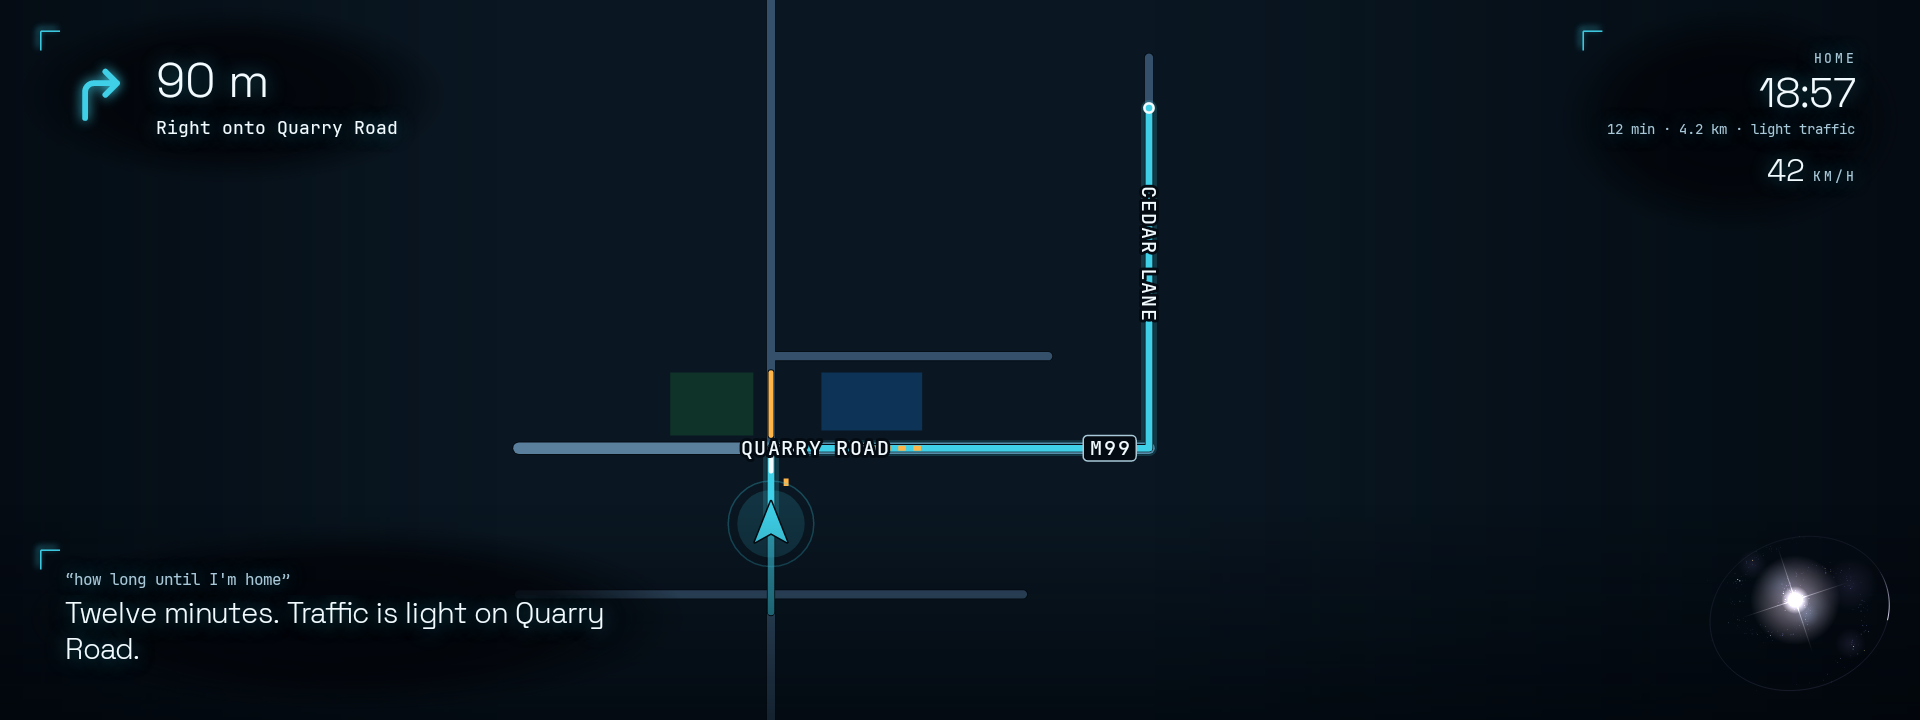 90 m
Right onto Quarry Road
HOME
18:57
12 min · 4.2 km · light traffic
42 KM/H
CEDAR LANE
QUARRY ROAD
M99
“how long until I'm home”
Twelve minutes. Traffic is light on Quarry
Road.